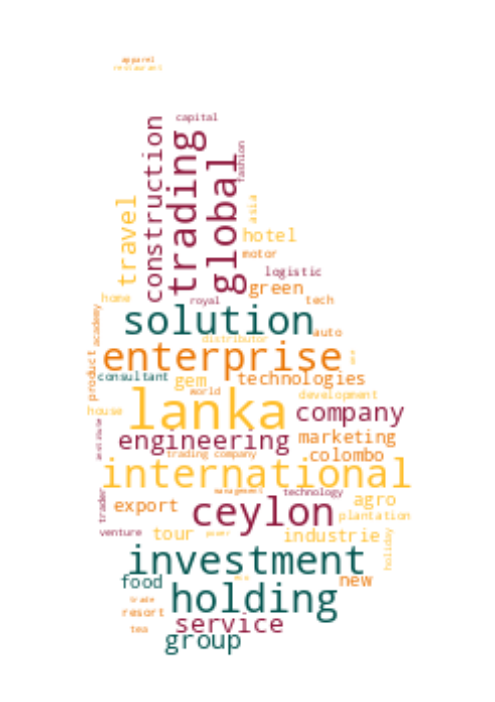 apparel
restaurant
capital
construction
trading
global
fashion
travel
asia
hotel
motor
logistic
green
home
royal
tech
solution
auto
academy
distributor
enterprise
product
consultant
gem
technologies
world
development
house
lanka
company
engineering
marketing
trading company
colombo
international
management
technology
trader
export
ceylon
agro
plantation
venture
tour
power
industrie
holiday
investment
food
new
trade
holding
resort
service
tea
group